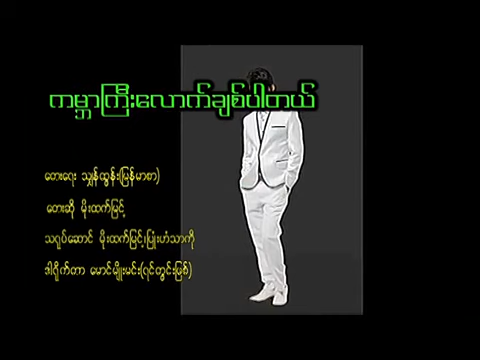 ကမ္ဘာကြီးလောက်ချစ်ပါတယ်
တေးရေး သျှန်ထွန်း(မြန်မာစာ)
တေးဆို မိုးထက်မြင့်
သရုပ်ဆောင် မိုးထက်မြင့်၊ပြုံးဟံသာကို
ဒါရိုက်တာ မောင်မျိုးမင်း(ရင်တွင်းဖြစ်)